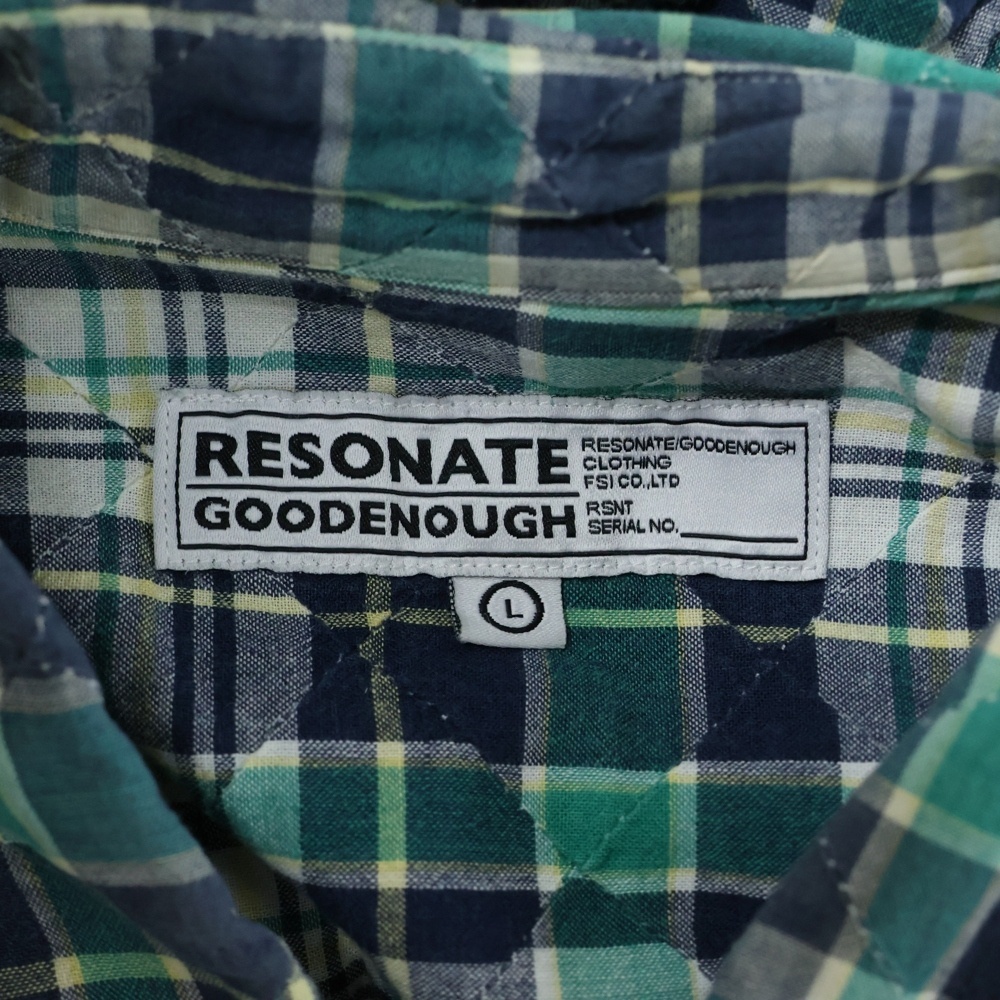 RESONATE
GOODENOUGH
RESONATE/GOODENOUGH
CLOTHING
FSI CO.,LTD
RSNT
SERIAL NO.
L